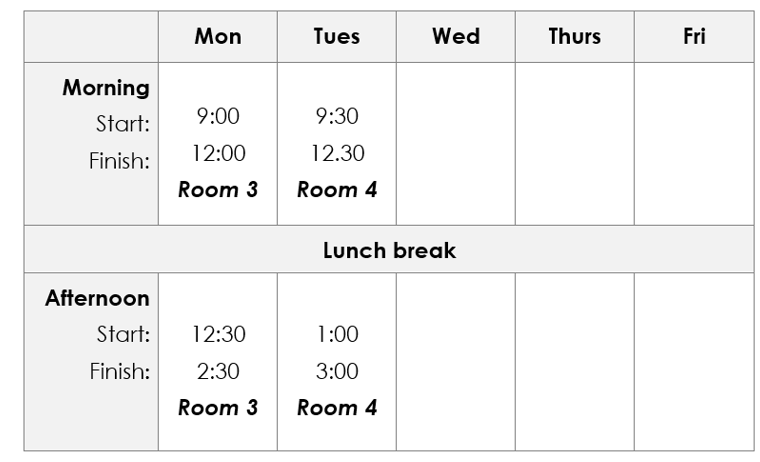 Mon Tues Wed Thurs Fri
Morning
Start: 9:00 9:30
Finish: 12:00 12.30
Room 3 Room 4
Lunch break
Afternoon
Start: 12:30 1:00
Finish: 2:30 3:00
Room 3 Room 4